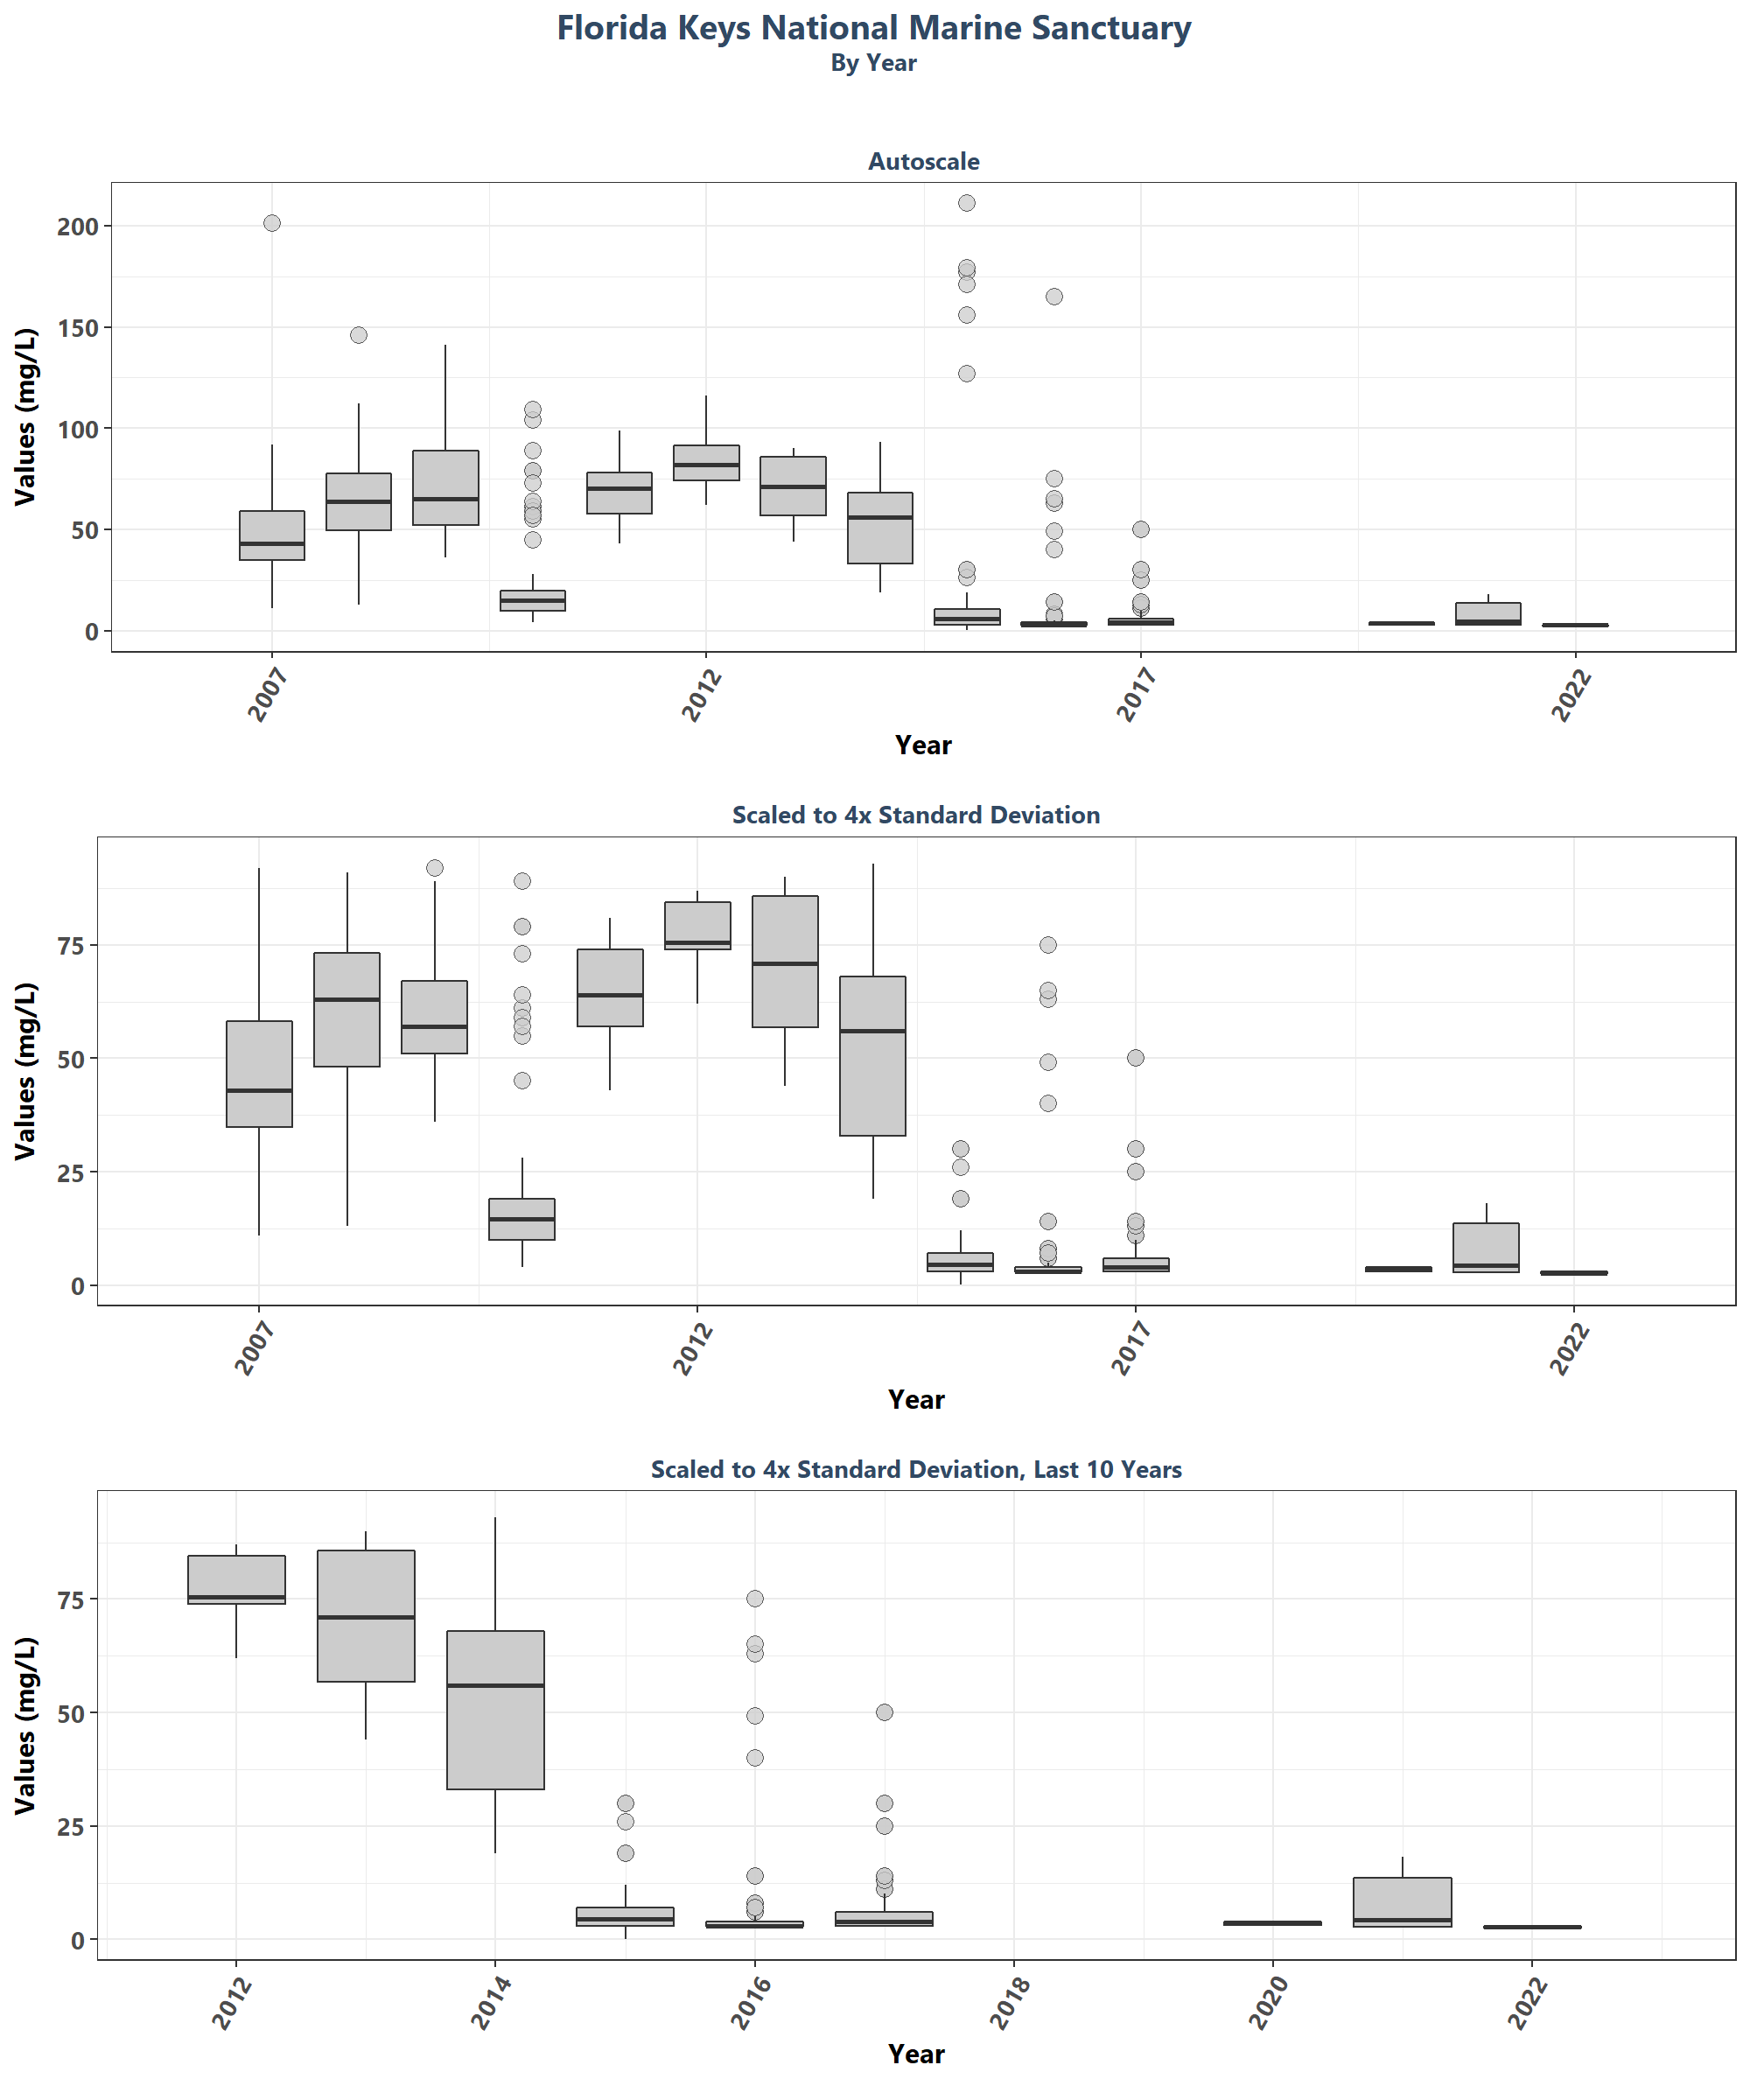 Florida Keys National Marine Sanctuary
By Year
Autoscale
Values (mg/L)
200
150
100
50
0
2007
2012
2017
2022
Year
Scaled to 4x Standard Deviation
Values (mg/L)
75
50
25
0
2007
2012
2017
2022
Year
Scaled to 4x Standard Deviation, Last 10 Years
Values (mg/L)
75
50
25
0
2012
2014
2016
2018
2020
2022
Year